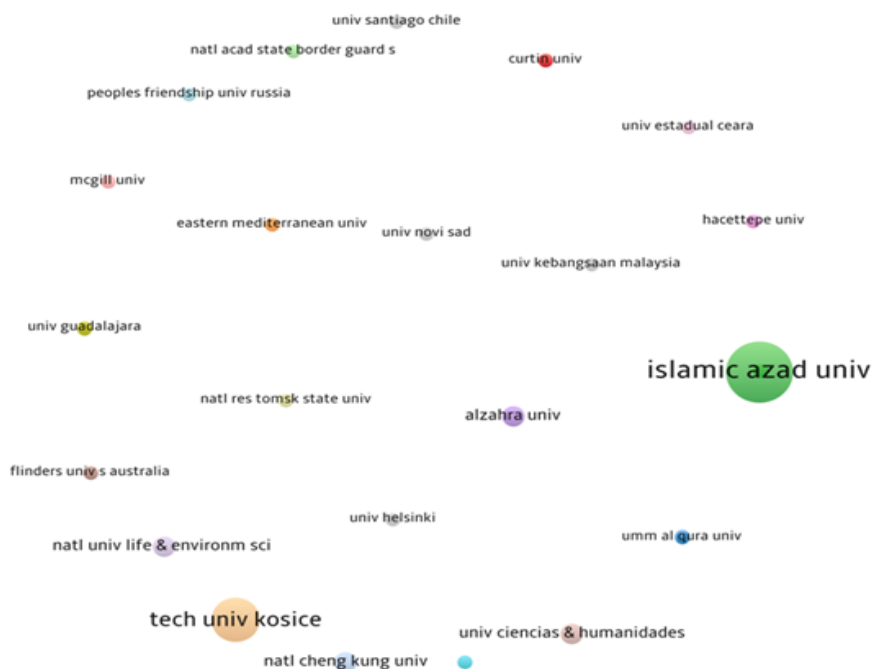 univ santiago chile
natl acad state border guard s
curtin univ
peoples friendship univ russia
univ estadual ceara
mcgill univ
eastern mediterranean univ
univ novi sad
hacettepe univ
univ kebangsaan malaysia
univ guadalajara
islamic azad univ
natl res tomsk state univ
alzahra univ
flinders univ s australia
univ helsinki
natl univ life & environm sci
umm al qura univ
tech univ kosice
univ ciencias & humanidades
natl cheng kung univ